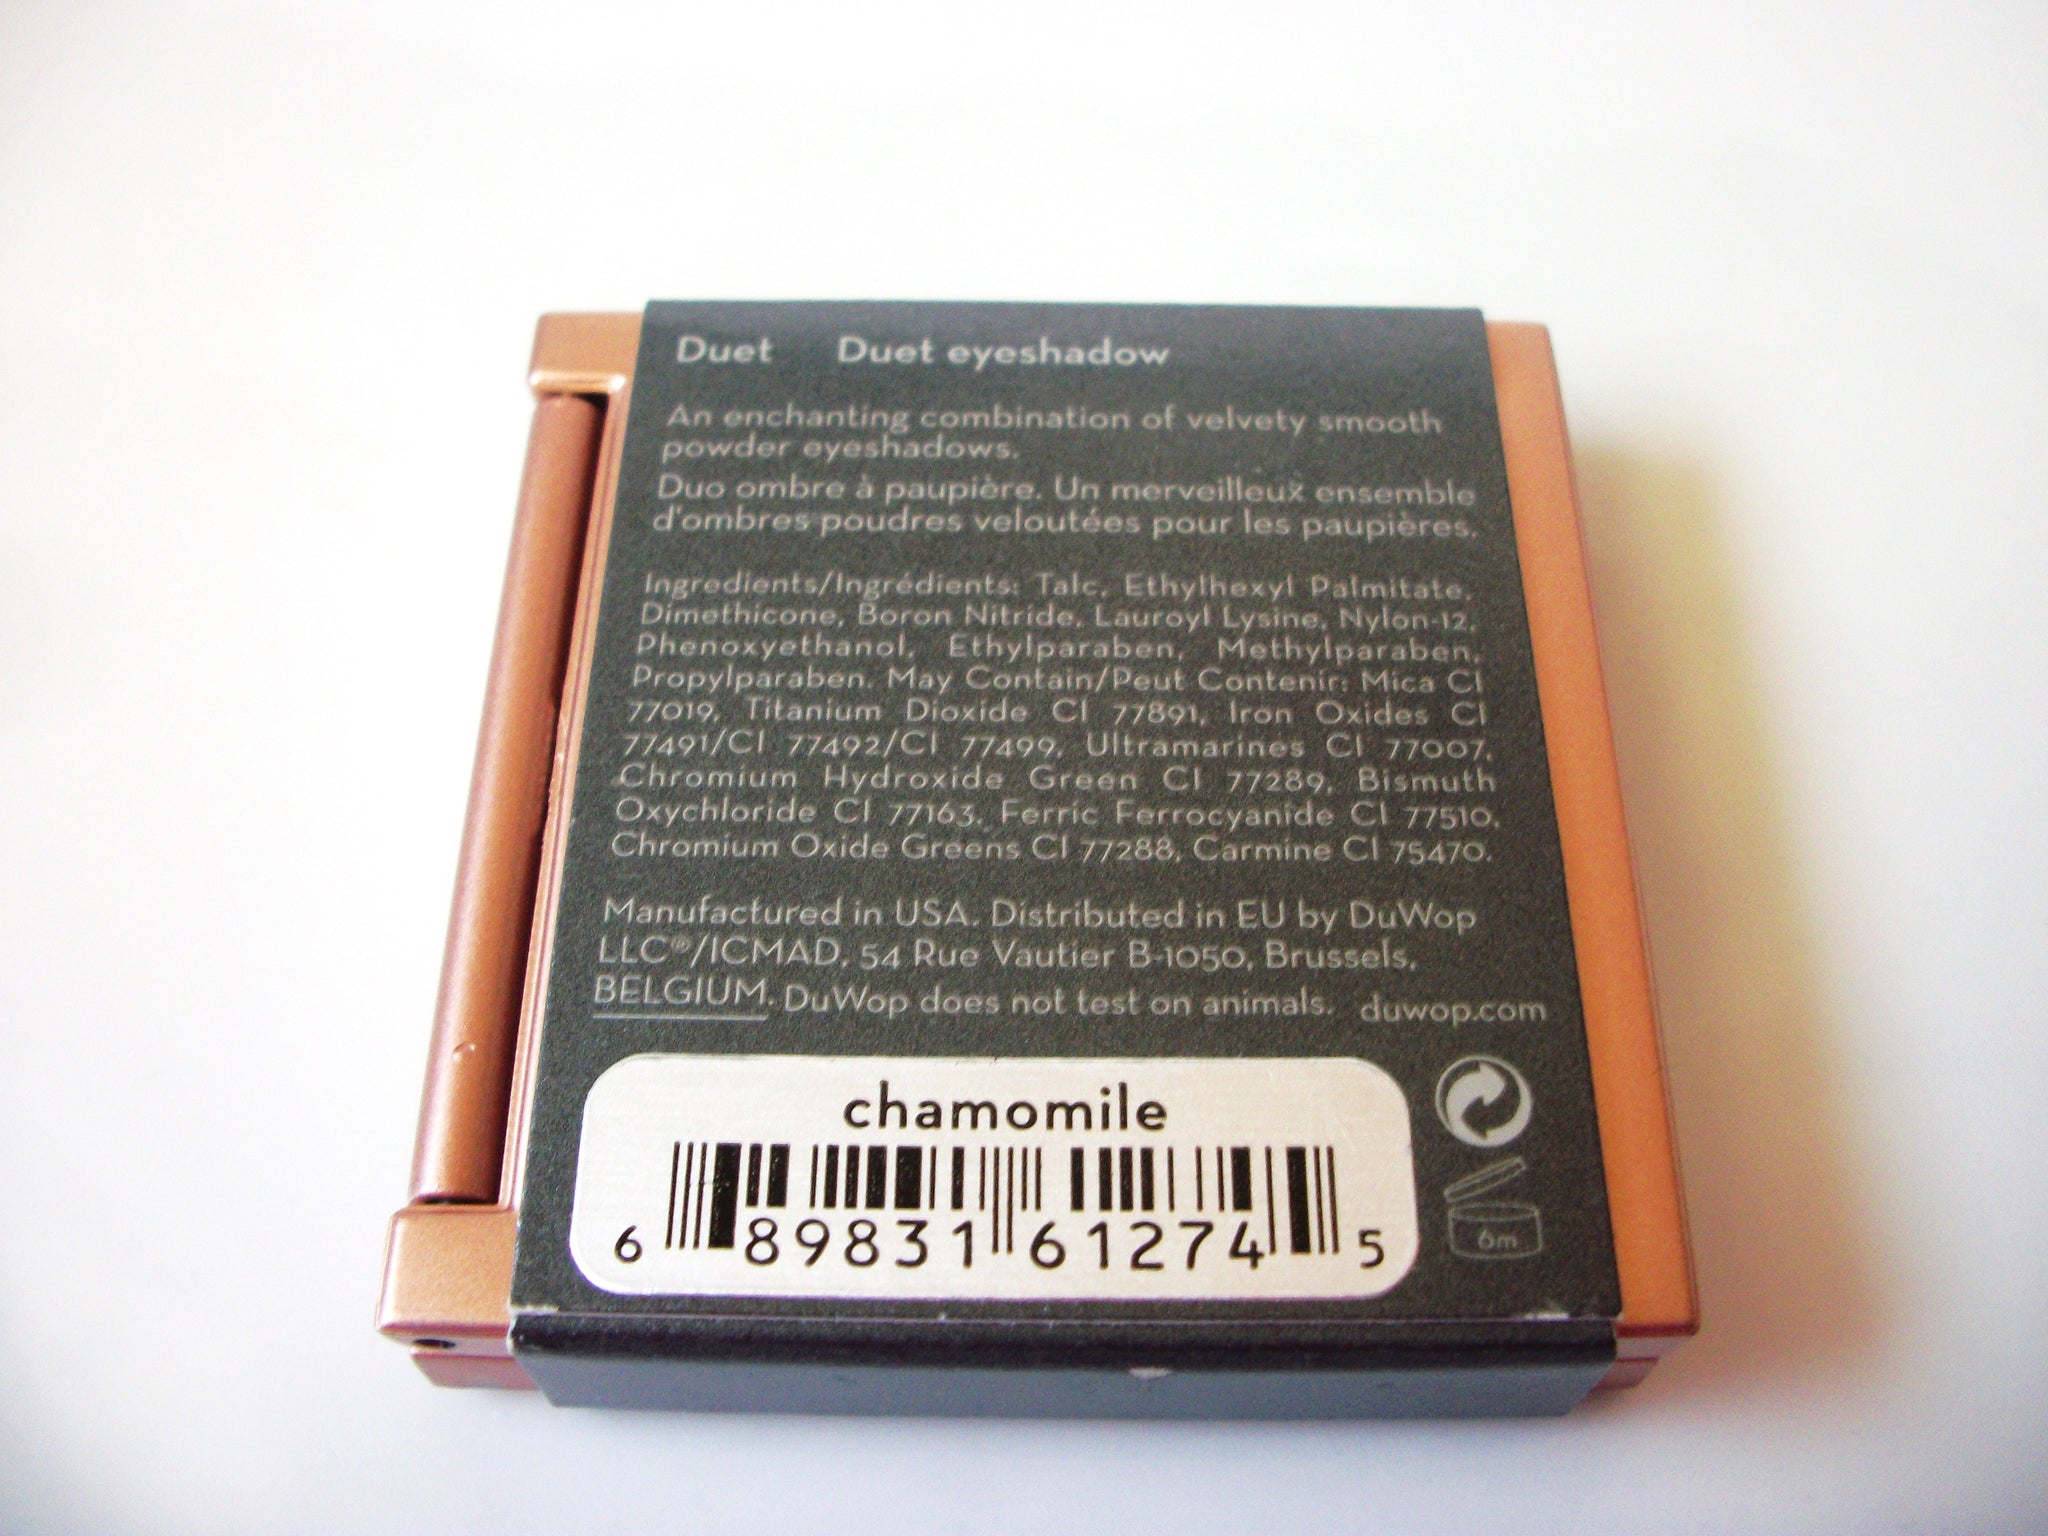 Duet Duet eyeshadow
An enchanting combination of velvety smooth
powder eyeshadows.
Duo ombre à paupière. Un merveilleux ensemble
d'ombres poudres veloutées pour les paupières.
Ingredients/Ingrédients: Talc, Ethylhexyl Palmitate,
Dimethicone, Boron Nitride, Lauroyl Lysine, Nylon-12,
Phenoxyethanol, Ethylparaben, Methylparaben,
Propylparaben. May Contain/Peut Contenir: Mica CI
77019, Titanium Dioxide CI 77891, Iron Oxides CI
77491/CI 77492/CI 77499, Ultramarines CI 77007,
Chromium Hydroxide Green CI 77289, Bismuth
Oxychloride CI 77163, Ferric Ferrocyanide CI 77510,
Chromium Oxide Greens CI 77288, Carmine CI 75470.
Manufactured in USA. Distributed in EU by DuWop
LLC®/ICMAD, 54 Rue Vautier B-1050, Brussels,
BELGIUM. DuWop does not test on animals. duwop.com
chamomile
6 89831 61274 5
6m